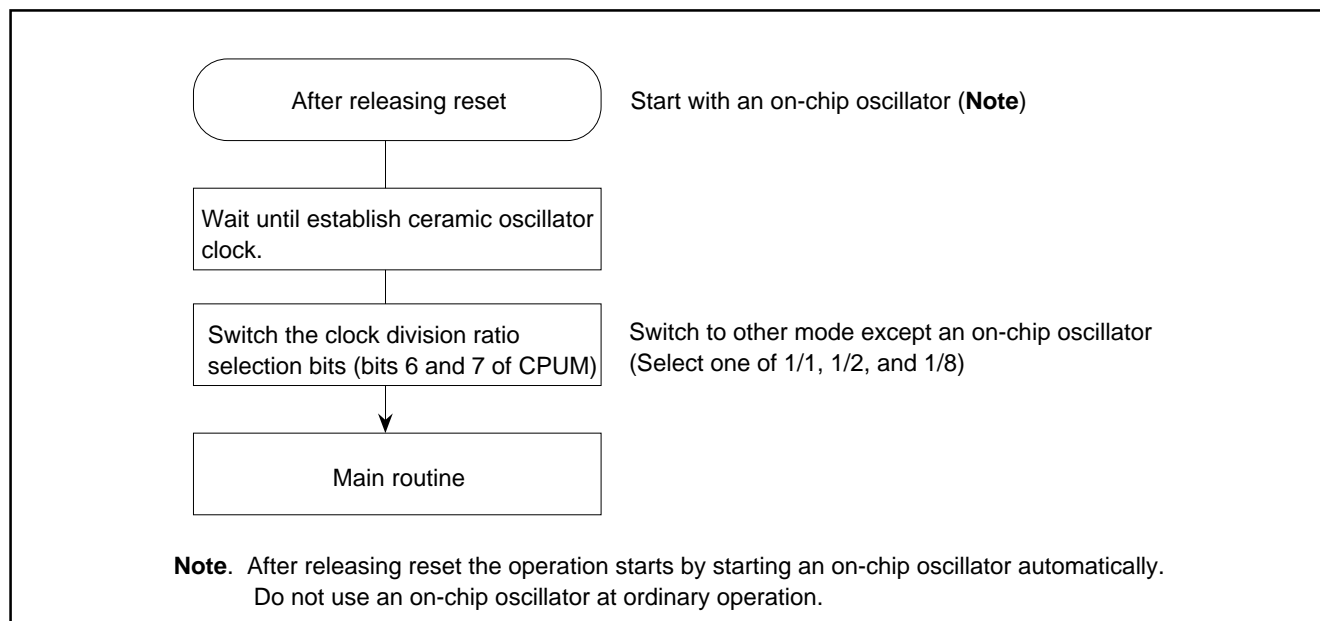 After releasing reset
Start with an on-chip oscillator (Note)
Wait until establish ceramic oscillator
clock.
Switch the clock division ratio
selection bits (bits 6 and 7 of CPUM)
Switch to other mode except an on-chip oscillator
(Select one of 1/1, 1/2, and 1/8)
Main routine
Note. After releasing reset the operation starts by starting an on-chip oscillator automatically.
Do not use an on-chip oscillator at ordinary operation.